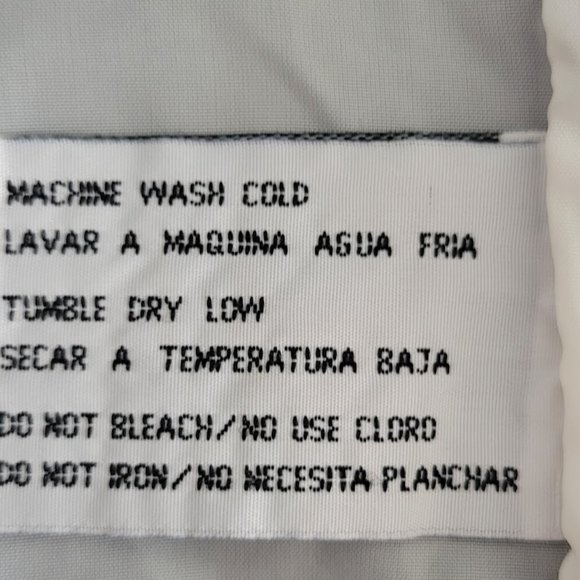 MACHINE WASH COLD
LAVAR A MAQUINA AGUA FRIA
TUMBLE DRY LOW
SECAR A TEMPERATURA BAJA
DO NOT BLEACH/NO USE CLORO
DO NOT IRON/NO NECESITA PLANCHAR